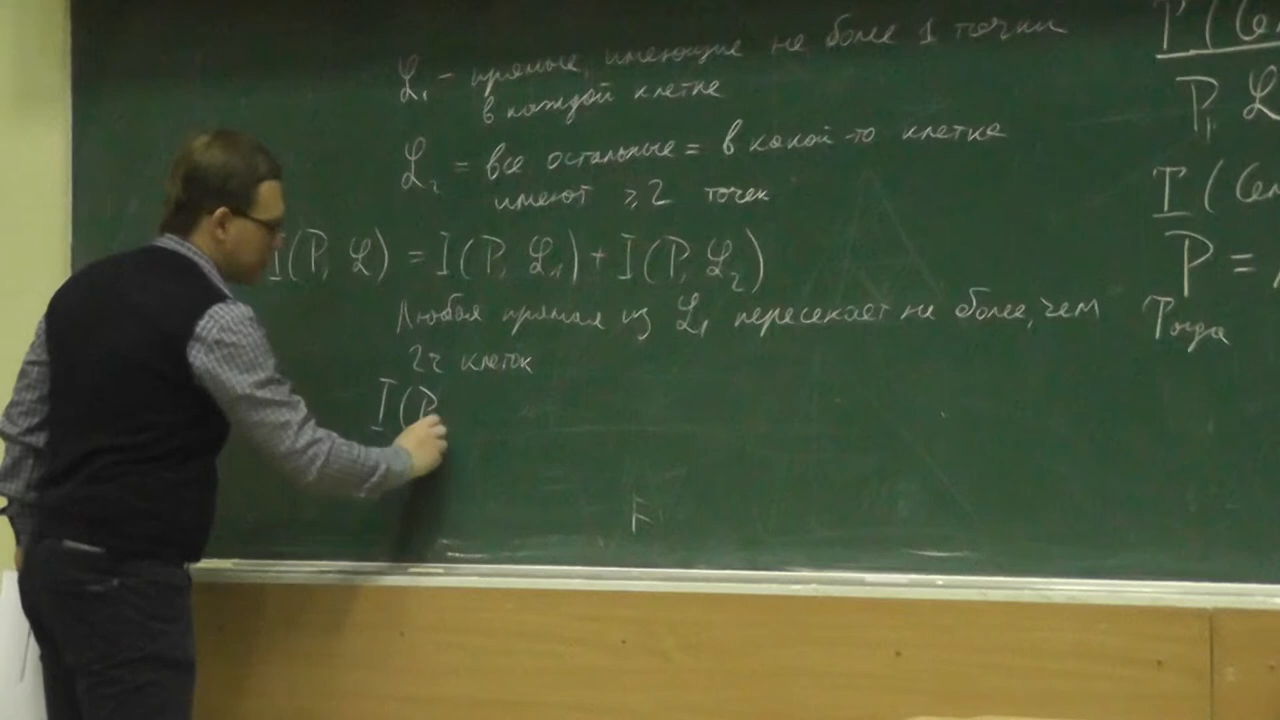 ℒ₁ – прямые, имеющие не более 1 точки
в каждой клетке
ℒ₂ = все остальные = в какой-то клетке
имеют ≥ 2 точек
I(P, ℒ) = I(P, ℒ₁) + I(P, ℒ₂)
Любая прямая из ℒ₁ пересекает не более, чем
2r клеток
I(P
F
P₁ ℒ
I(
P =
Тогда